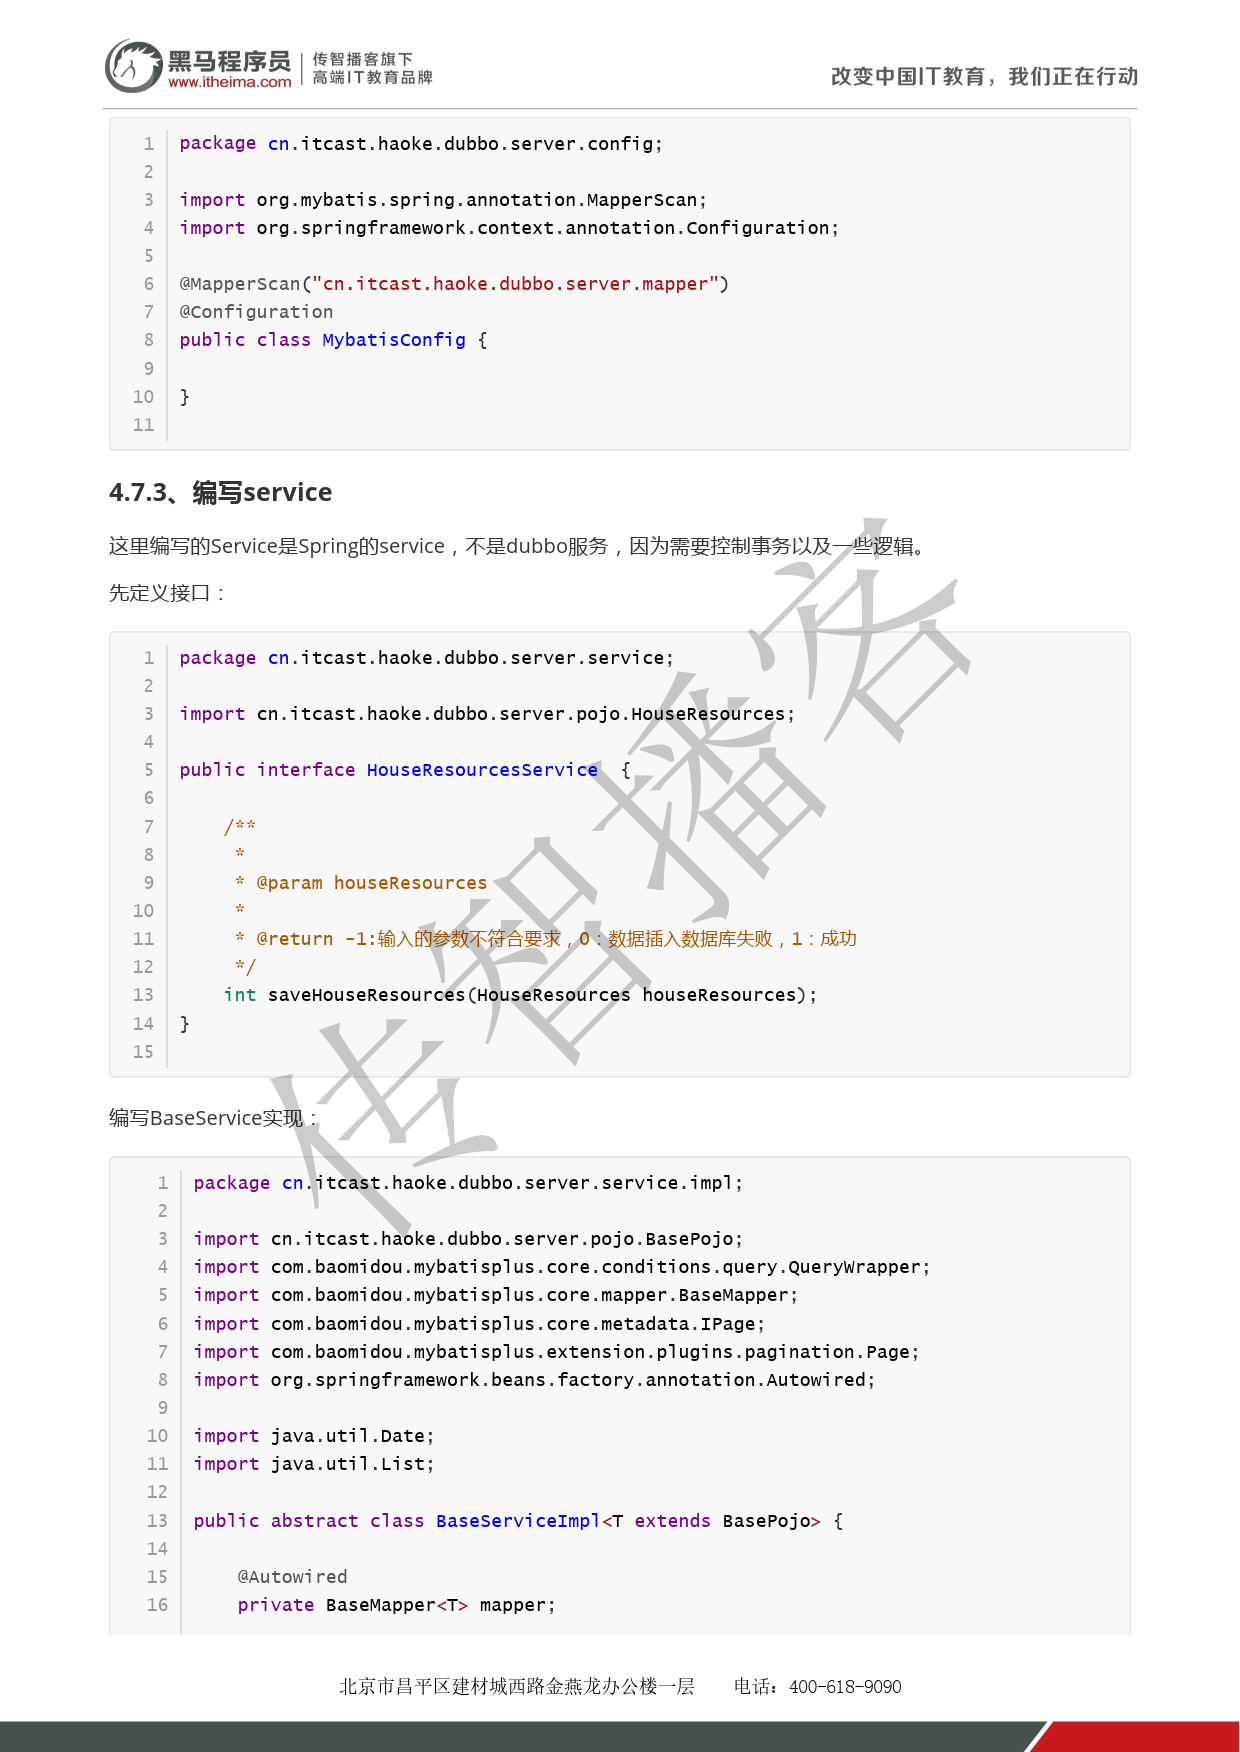 黑马程序员
www.itheima.com
传智播客旗下
高端IT教育品牌
改变中国IT教育，我们正在行动
1 package cn.itcast.haoke.dubbo.server.config;
2
3 import org.mybatis.spring.annotation.MapperScan;
4 import org.springframework.context.annotation.Configuration;
5
6 @MapperScan("cn.itcast.haoke.dubbo.server.mapper")
7 @Configuration
8 public class MybatisConfig {
9
10 }
11
4.7.3、编写service
这里编写的Service是Spring的service，不是dubbo服务，因为需要控制事务以及一些逻辑。
先定义接口：
1 package cn.itcast.haoke.dubbo.server.service;
2
3 import cn.itcast.haoke.dubbo.server.pojo.HouseResources;
4
5 public interface HouseResourcesService  {
6
7     /**
8      *
9      * @param houseResources
10      *
11      * @return -1:输入的参数不符合要求，0：数据插入数据库失败，1：成功
12      */
13     int saveHouseResources(HouseResources houseResources);
14 }
15
编写BaseService实现：
1 package cn.itcast.haoke.dubbo.server.service.impl;
2
3 import cn.itcast.haoke.dubbo.server.pojo.BasePojo;
4 import com.baomidou.mybatisplus.core.conditions.query.QueryWrapper;
5 import com.baomidou.mybatisplus.core.mapper.BaseMapper;
6 import com.baomidou.mybatisplus.core.metadata.IPage;
7 import com.baomidou.mybatisplus.extension.plugins.pagination.Page;
8 import org.springframework.beans.factory.annotation.Autowired;
9
10 import java.util.Date;
11 import java.util.List;
12
13 public abstract class BaseServiceImpl<T extends BasePojo> {
14
15     @Autowired
16     private BaseMapper<T> mapper;
传智播客
北京市昌平区建材城西路金燕龙办公楼一层    电话：400-618-9090